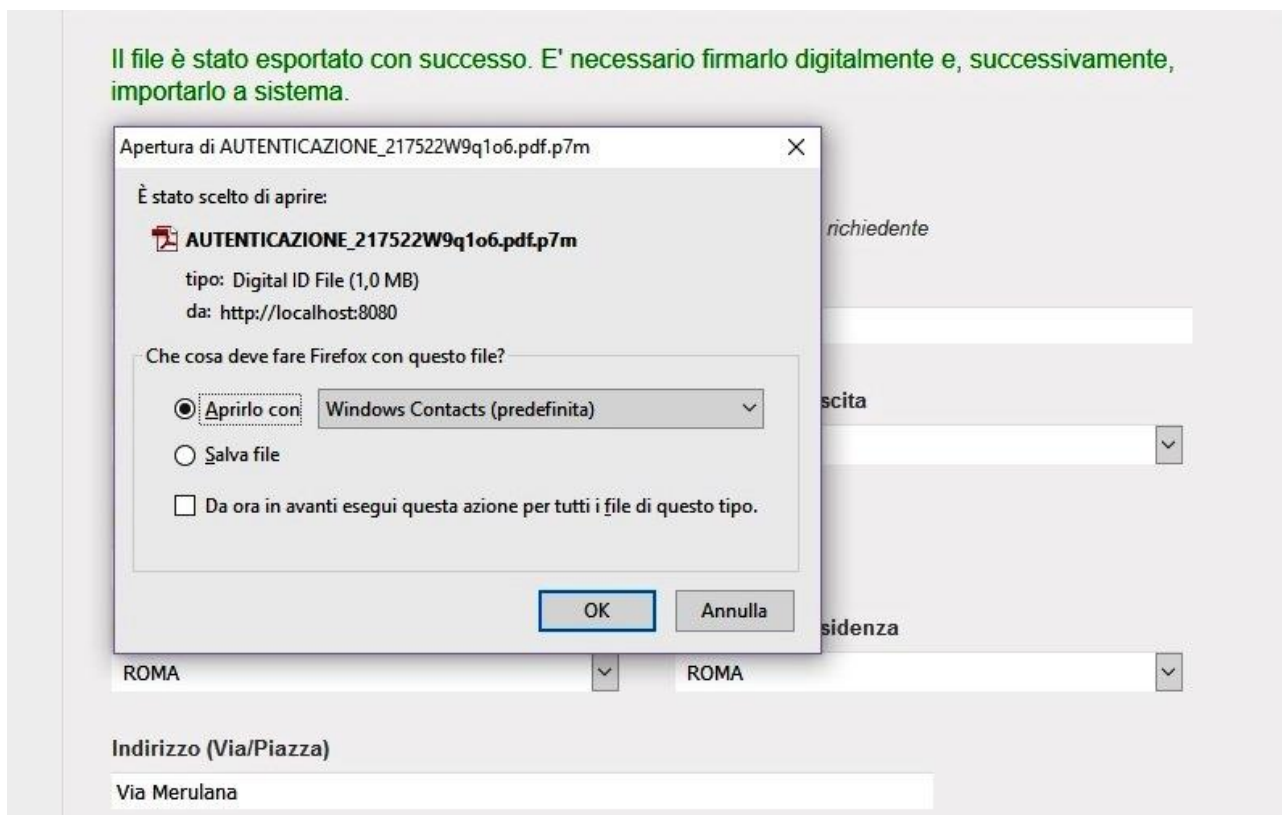 Il file è stato esportato con successo. E' necessario firmarlo digitalmente e, successivamente,
importarlo a sistema.
Apertura di AUTENTICAZIONE_217522W9q1o6.pdf.p7m
È stato scelto di aprire:
AUTENTICAZIONE_217522W9q1o6.pdf.p7m
richiedente
tipo: Digital ID File (1,0 MB)
da: http://localhost:8080
Che cosa deve fare Firefox con questo file?
Aprirlo con Windows Contacts (predefinita)
scita
Salva file
Da ora in avanti esegui questa azione per tutti i file di questo tipo.
OK Annulla
sidenza
ROMA ROMA
Indirizzo (Via/Piazza)
Via Merulana